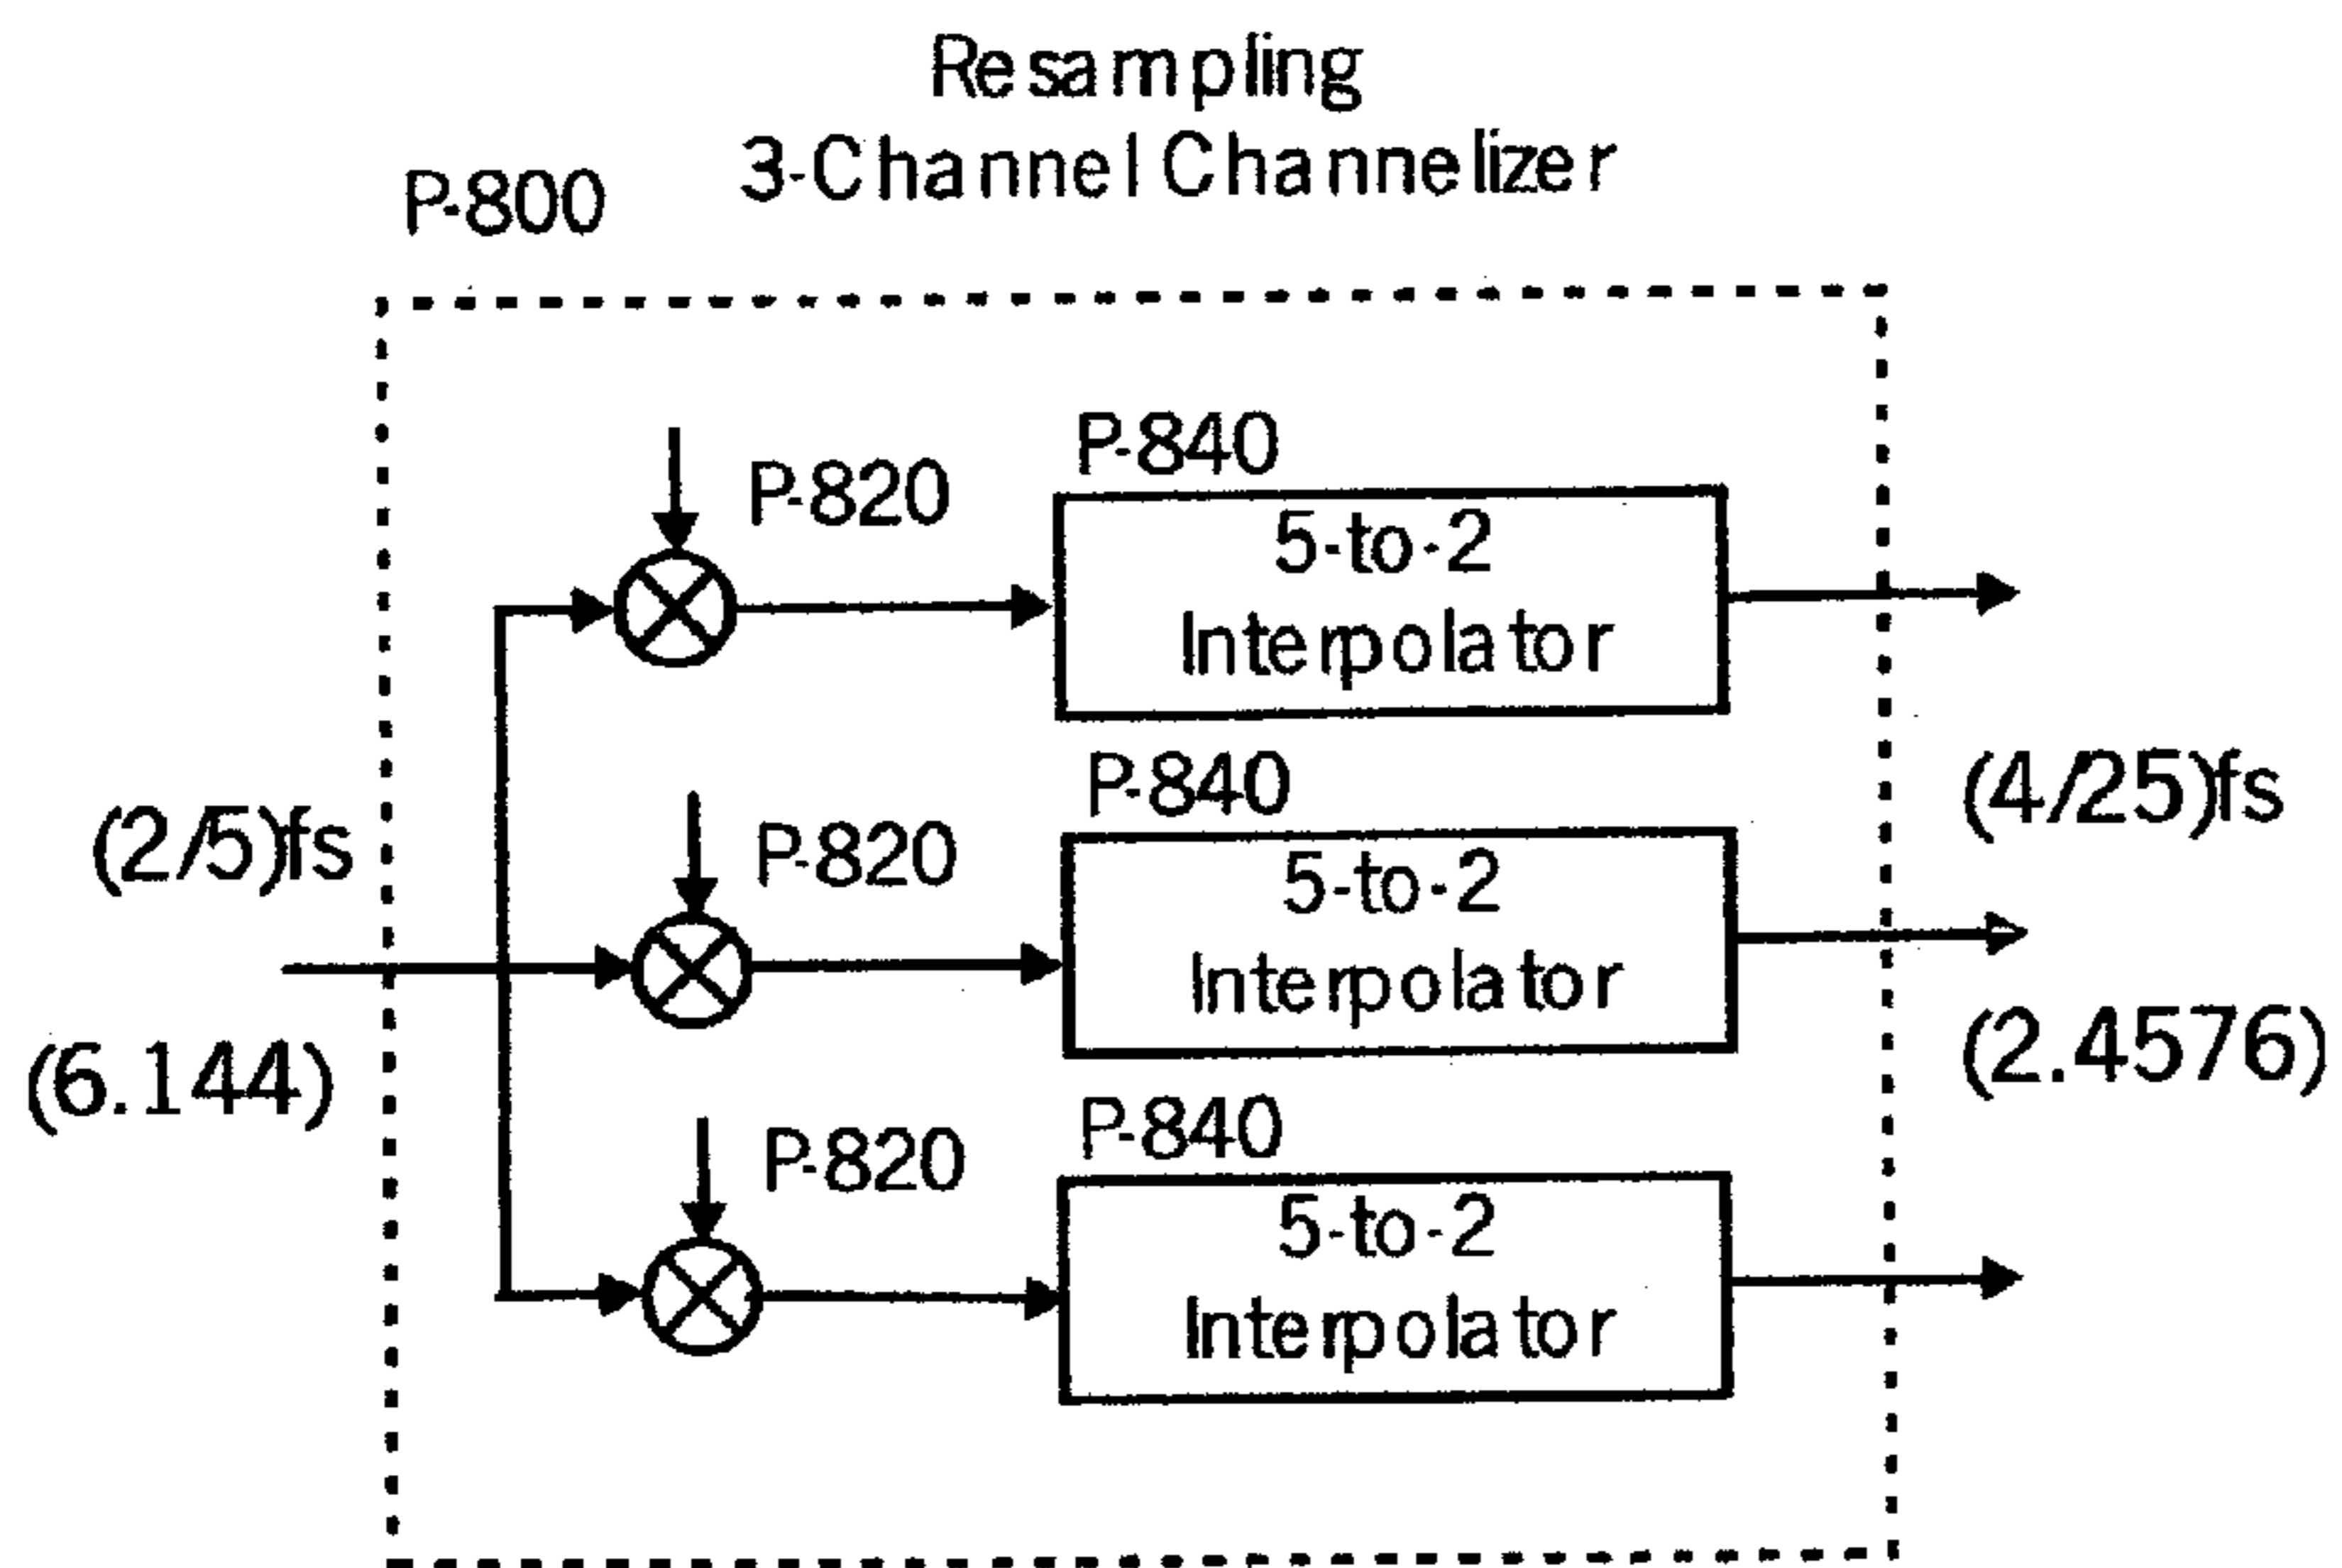 Resampling
3-Channel Channelizer
P-800
P-820
P-840
5-to-2
Interpolator
(2/5)fs
(6.144)
P-820
P-840
5-to-2
Interpolator
(4/25)fs
(2.4576)
P-820
P-840
5-to-2
Interpolator